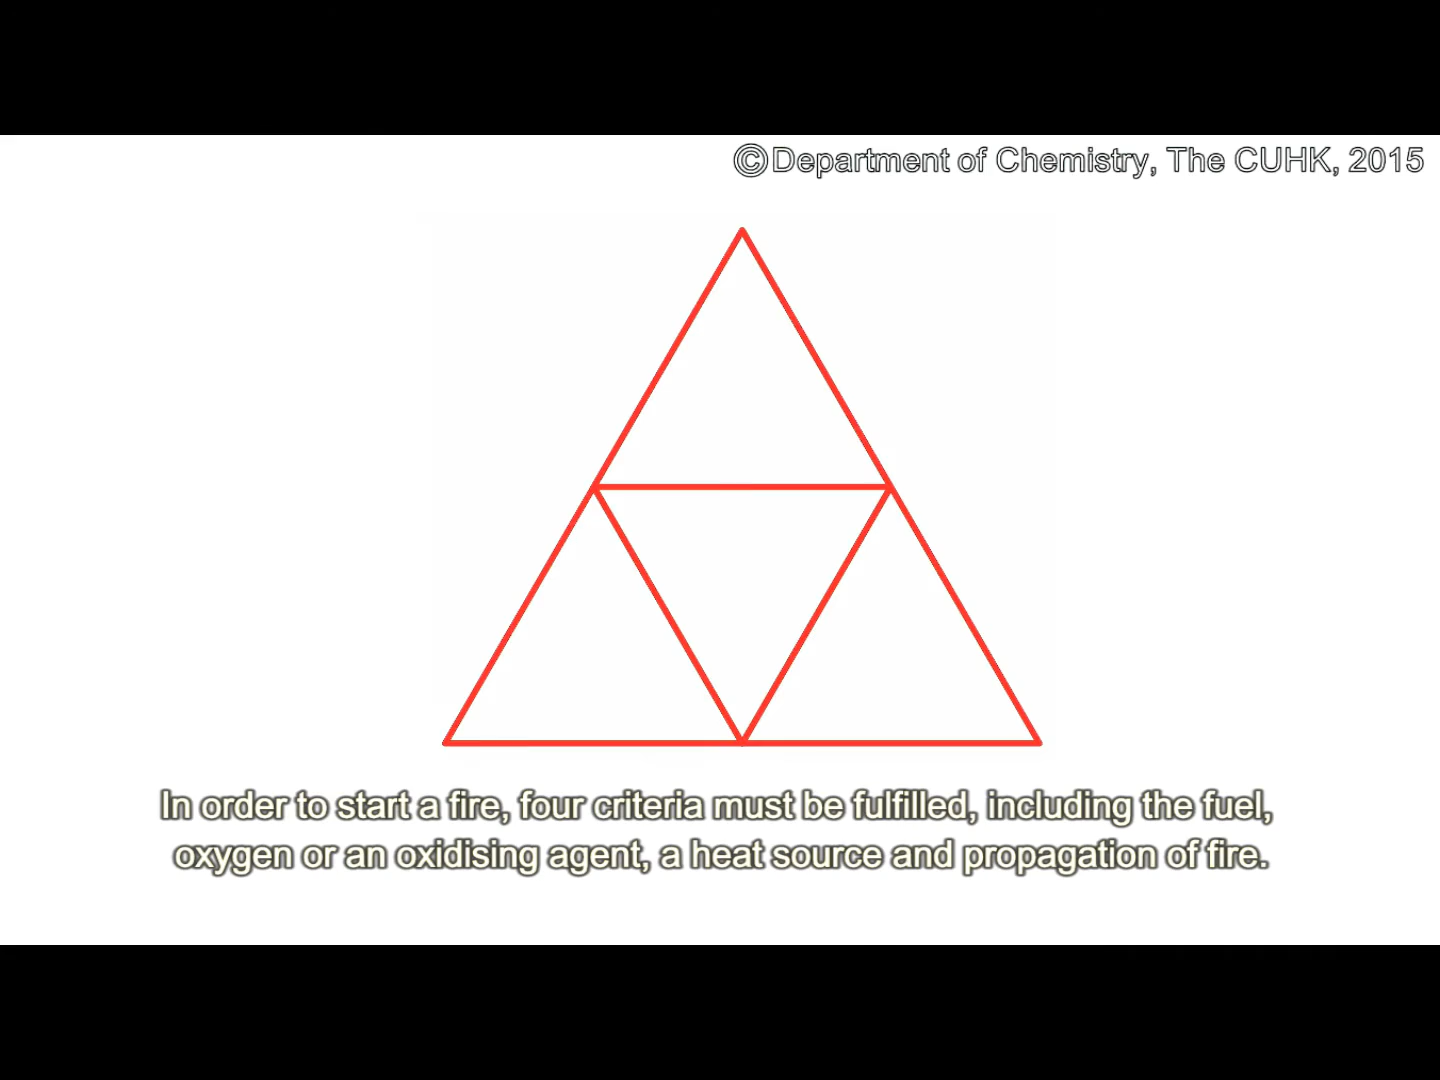 ©Department of Chemistry, The CUHK, 2015
In order to start a fire, four criteria must be fulfilled, including the fuel,
oxygen or an oxidising agent, a heat source and propagation of fire.